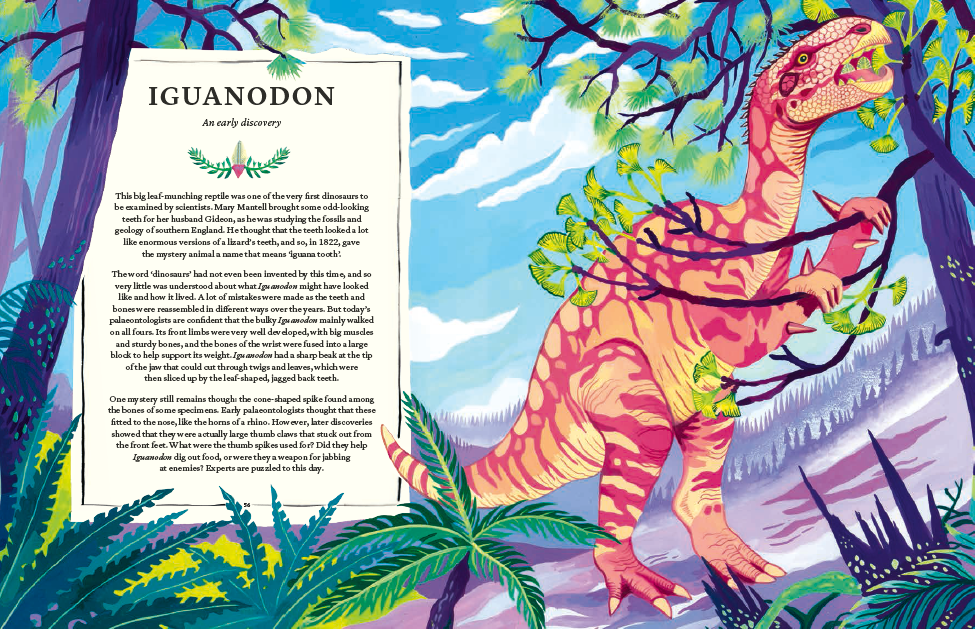 IGUANODON
An early discovery
This big leaf-munching reptile was one of the very first dinosaurs to
be examined by scientists. Mary Mantell brought some odd-looking
teeth for her husband Gideon, as he was studying the fossils and
geology of southern England. He thought that the teeth looked a lot
like enormous versions of a lizard's teeth, and so, in 1822, gave
the mystery animal a name that means 'iguana tooth'.
The word 'dinosaurs' had not even been invented by this time, and so
very little was understood about what Iguanodon might have looked
like and how it lived. A lot of mistakes were made as the teeth and
bones were reassembled in different ways over the years. But today's
palaeontologists are confident that the bulky Iguanodon mainly walked
on all fours. Its front limbs were very well developed, with big muscles
and sturdy bones, and the bones of the wrist were fused into a large
block to help support its weight. Iguanodon had a sharp beak at the tip
of the jaw that could cut through twigs and leaves, which were
then sliced up by the leaf-shaped, jagged back teeth.
One mystery still remains though: the cone-shaped spike found among
the bones of some specimens. Early palaeontologists thought that these
fitted to the nose, like the horns of a rhino. However, later discoveries
showed that they were actually large thumb claws that stuck out from
the front feet. What were the thumb spikes used for? Did they help
Iguanodon dig out food, or were they a weapon for jabbing
at enemies? Experts are puzzled to this day.
56